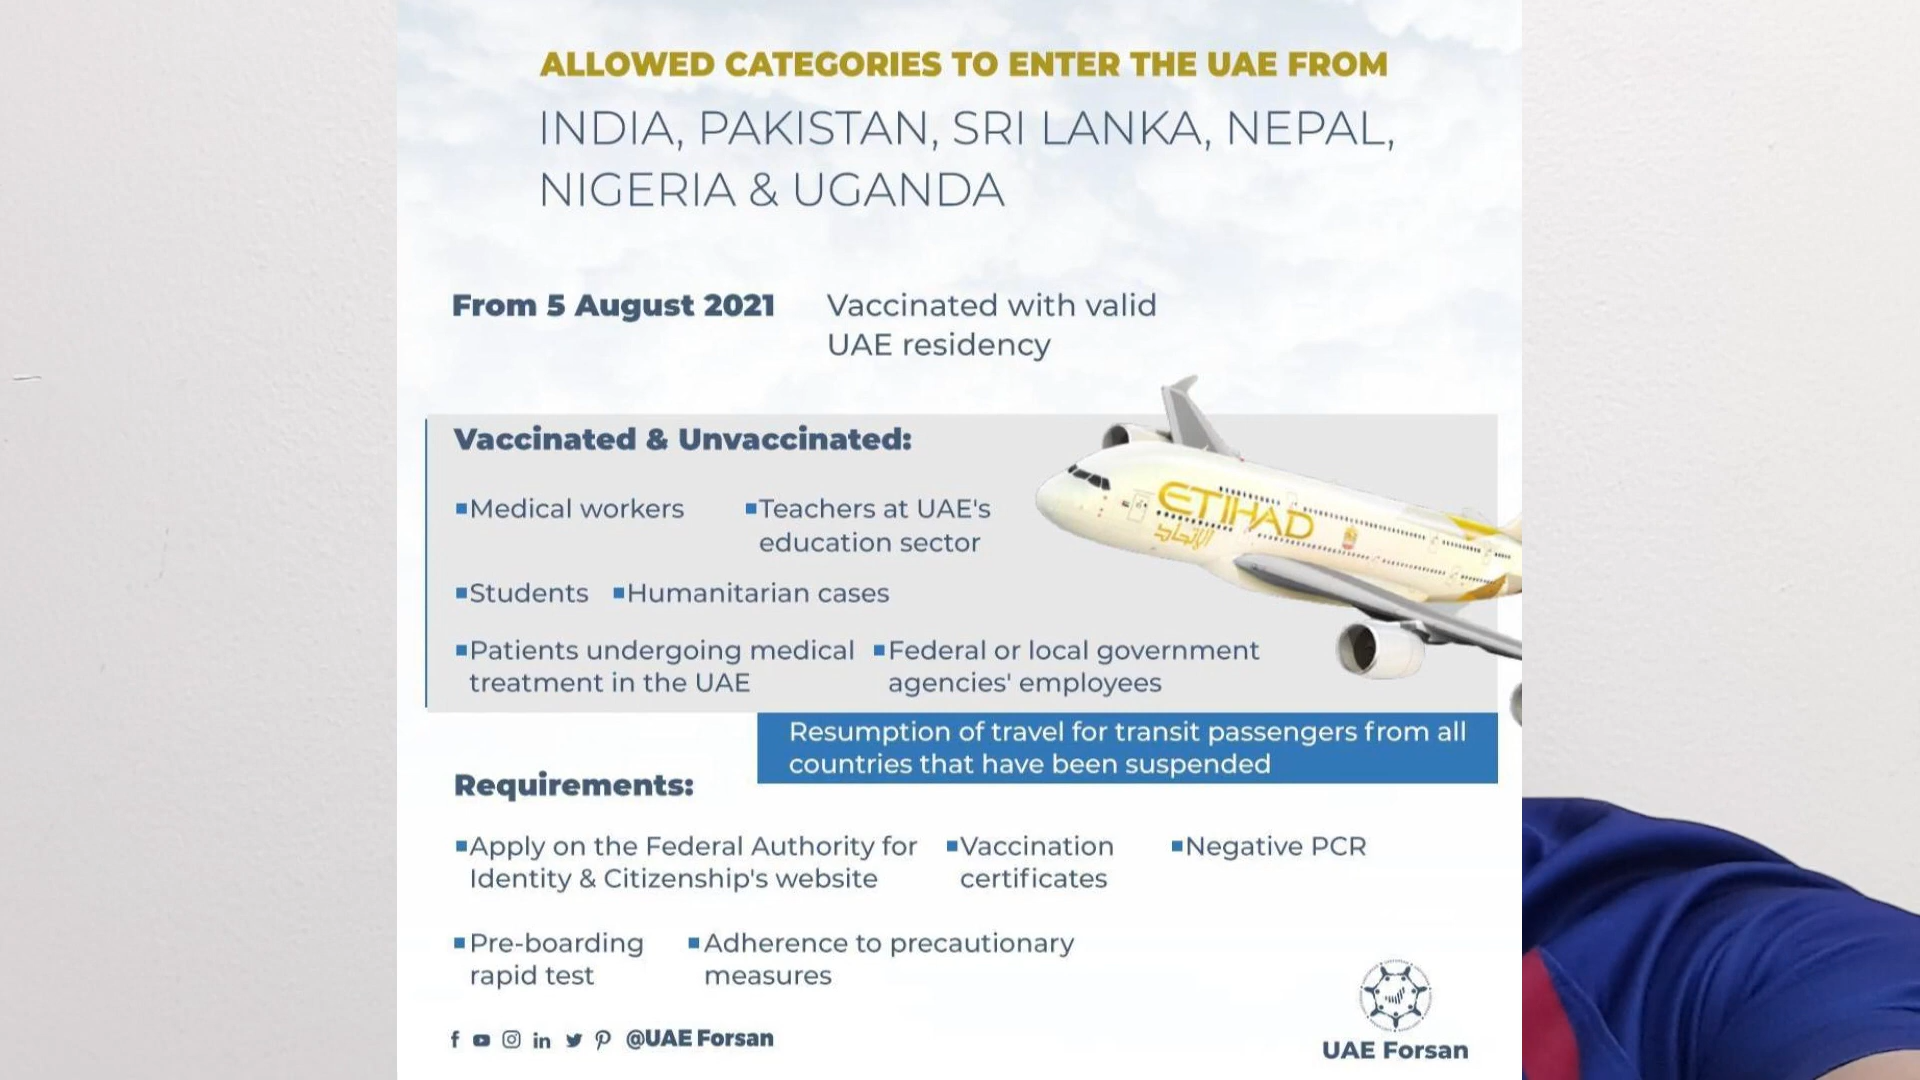 ALLOWED CATEGORIES TO ENTER THE UAE FROM
INDIA, PAKISTAN, SRI LANKA, NEPAL,
NIGERIA & UGANDA
From 5 August 2021
Vaccinated with valid
UAE residency
Vaccinated & Unvaccinated:
Medical workers
Teachers at UAE's
education sector
Students
Humanitarian cases
Patients undergoing medical
treatment in the UAE
Federal or local government
agencies' employees
ETIHAD
الإتحاد
Resumption of travel for transit passengers from all
countries that have been suspended
Requirements:
Apply on the Federal Authority for
Identity & Citizenship's website
Vaccination
certificates
Negative PCR
Pre-boarding
rapid test
Adherence to precautionary
measures
@UAE Forsan
UAE Forsan